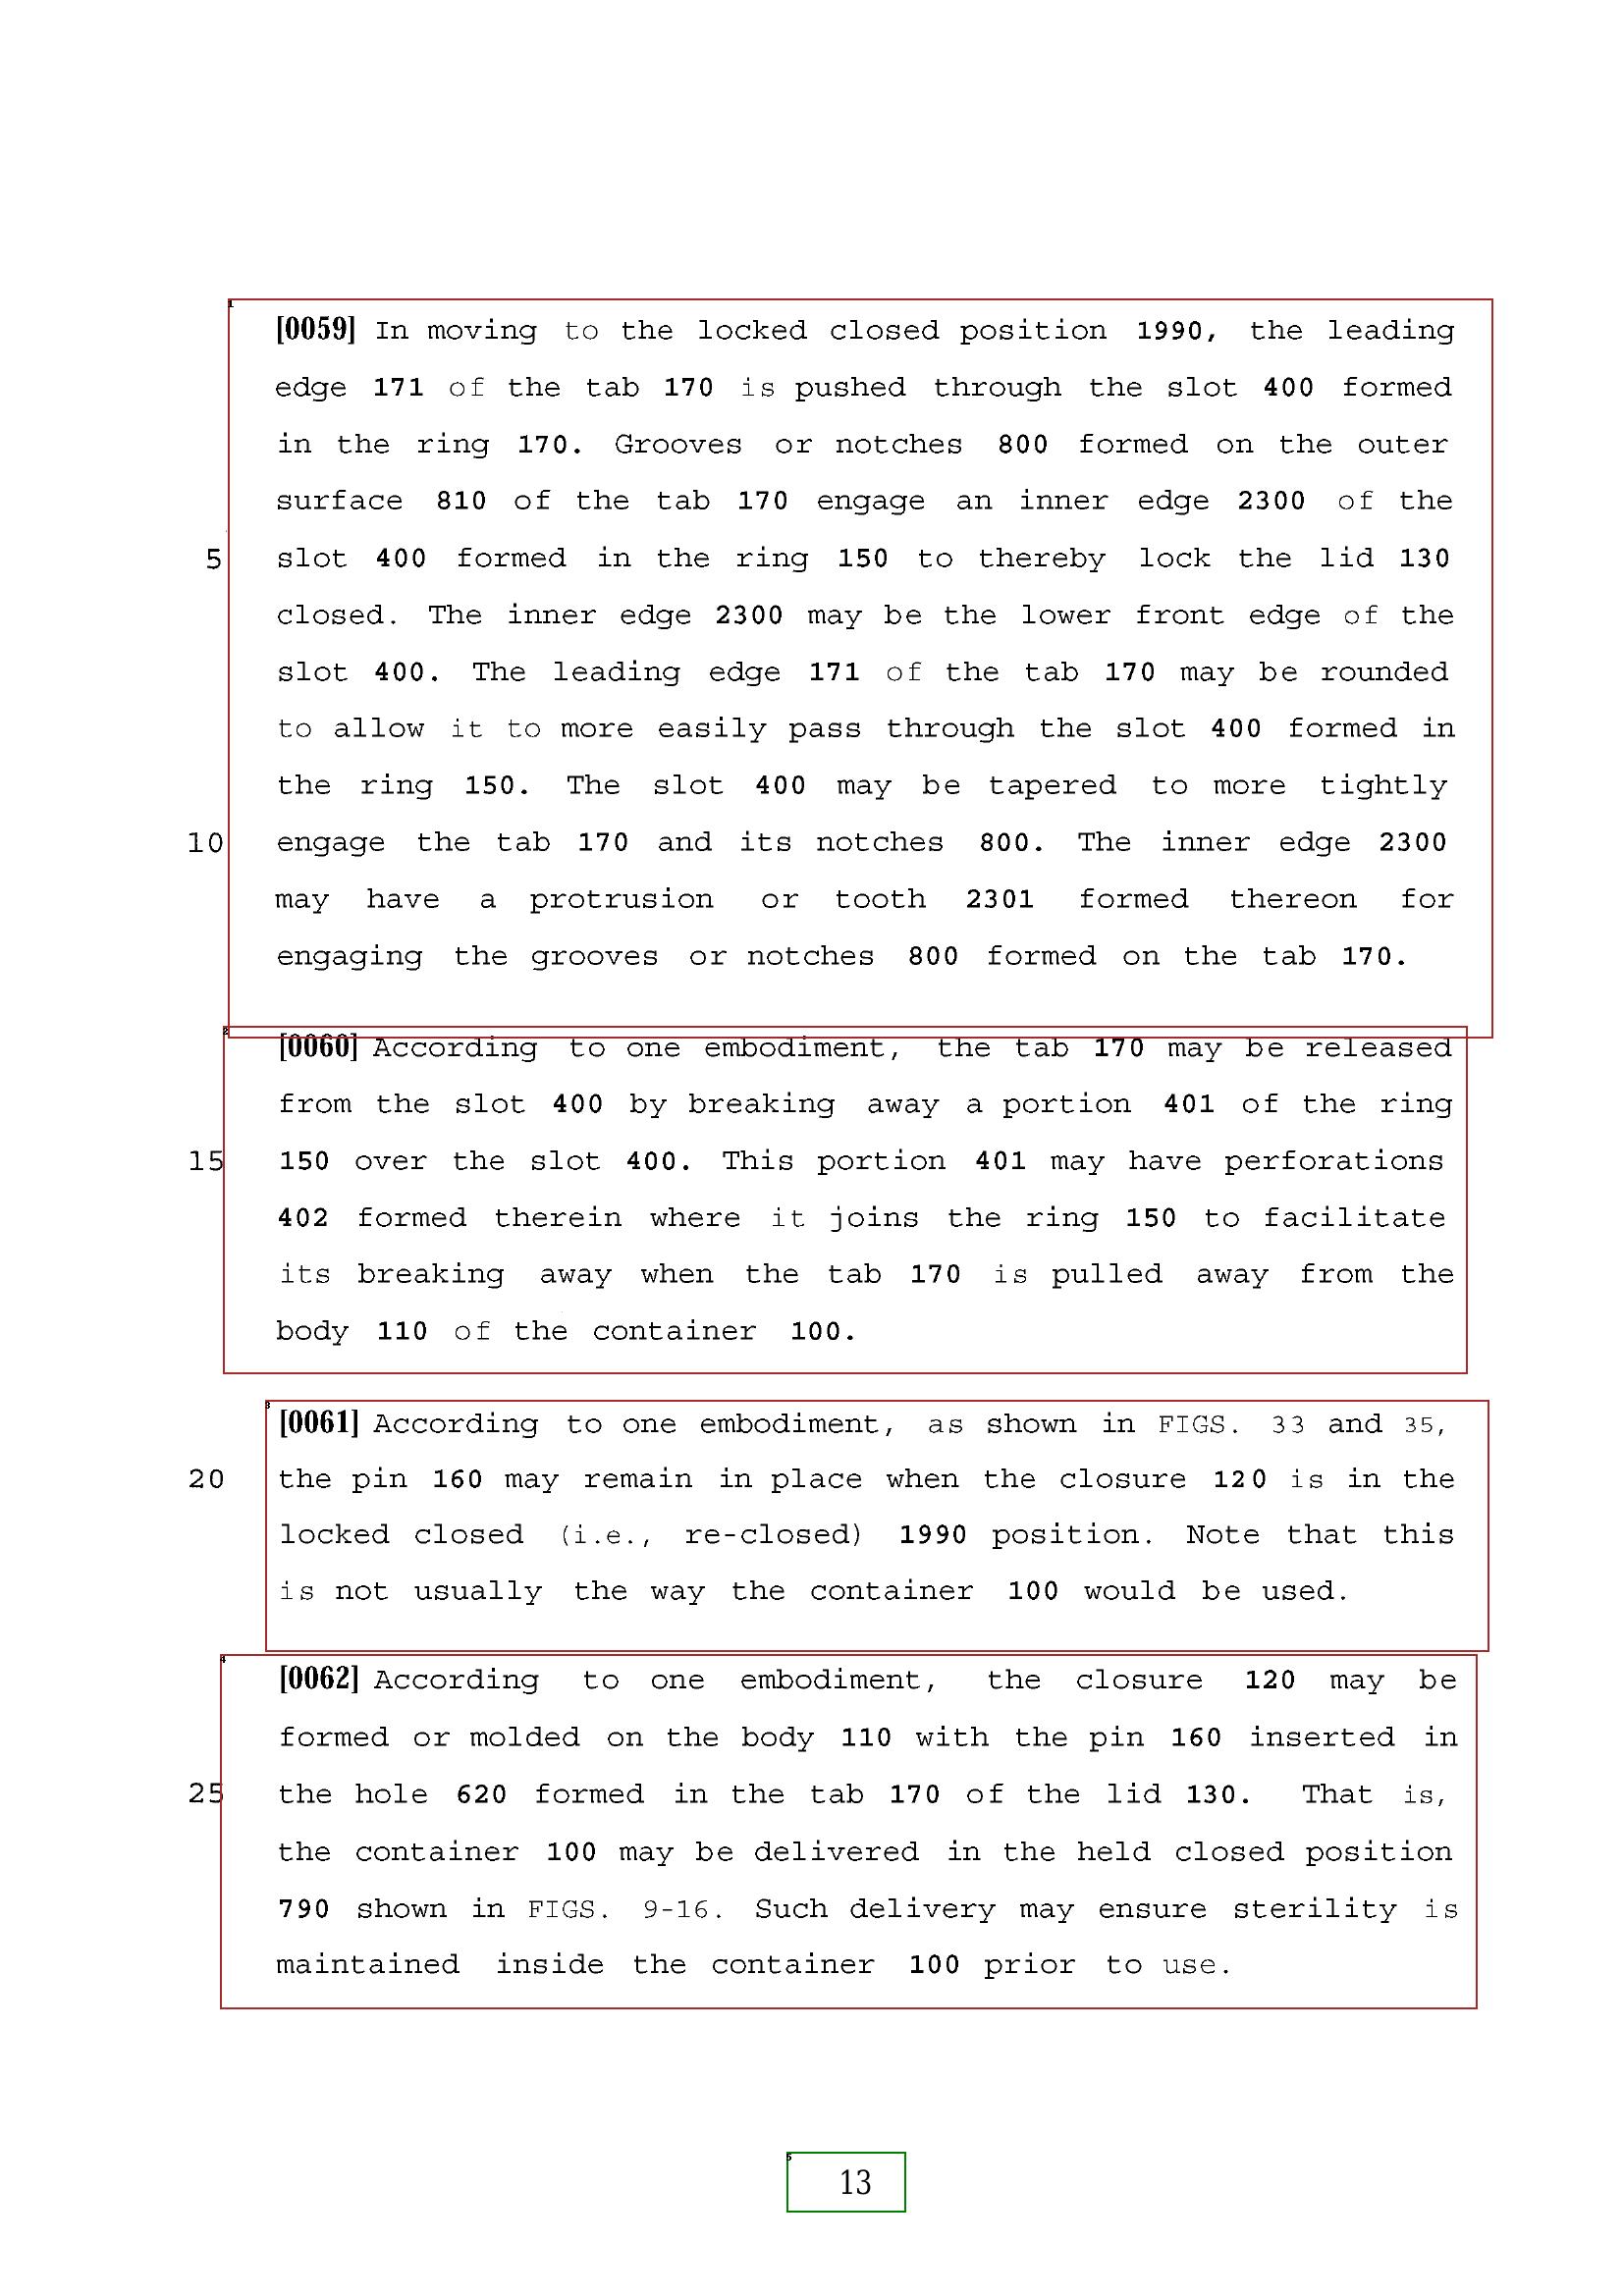 [0059] In moving to the locked closed position 1990, the leading
edge 171 of the tab 170 is pushed through the slot 400 formed
in the ring 170. Grooves or notches 800 formed on the outer
surface 810 of the tab 170 engage an inner edge 2300 of the
5 slot 400 formed in the ring 150 to thereby lock the lid 130
closed. The inner edge 2300 may be the lower front edge of the
slot 400. The leading edge 171 of the tab 170 may be rounded
to allow it to more easily pass through the slot 400 formed in
the ring 150. The slot 400 may be tapered to more tightly
10 engage the tab 170 and its notches 800. The inner edge 2300
may have a protrusion or tooth 2301 formed thereon for
engaging the grooves or notches 800 formed on the tab 170.
[0060] According to one embodiment, the tab 170 may be released
from the slot 400 by breaking away a portion 401 of the ring
15 150 over the slot 400. This portion 401 may have perforations
402 formed therein where it joins the ring 150 to facilitate
its breaking away when the tab 170 is pulled away from the
body 110 of the container 100.
[0061] According to one embodiment, as shown in FIGS. 33 and 35,
20 the pin 160 may remain in place when the closure 120 is in the
locked closed (i.e., re-closed) 1990 position. Note that this
is not usually the way the container 100 would be used.
[0062] According to one embodiment, the closure 120 may be
formed or molded on the body 110 with the pin 160 inserted in
25 the hole 620 formed in the tab 170 of the lid 130. That is,
the container 100 may be delivered in the held closed position
790 shown in FIGS. 9-16. Such delivery may ensure sterility is
maintained inside the container 100 prior to use.
13